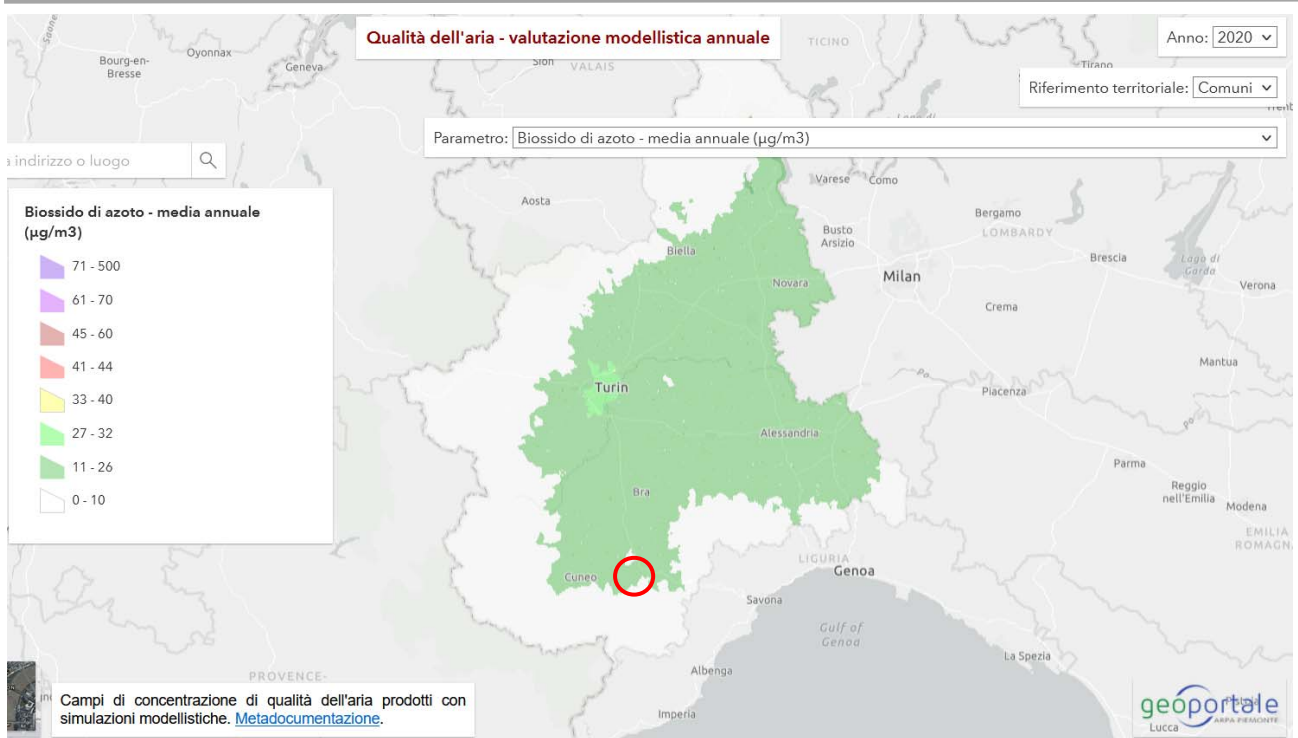 Qualità dell'aria - valutazione modellistica annuale
Anno: 2020
Riferimento territoriale: Comuni
Parametro: Biossido di azoto - media annuale (µg/m3)
indirizzo o luogo
Biossido di azoto - media annuale
(µg/m3)
71 - 500
61 - 70
45 - 60
41 - 44
33 - 40
27 - 32
11 - 26
0 - 10
Saone
Oyonnax
Bourg-en-
Bresse
Geneva
Sion
VALAIS
TICINO
Tirano
Aosta
Varese
Como
Biella
Busto
Arsizio
Bergamo
LOMBARDY
Brescia
Lago di
Garda
Verona
Novara
Milan
Crema
Mantua
Turin
Po
Piacenza
Po
Alessandria
Parma
Bra
Reggio
nell'Emilia
Modena
EMILIA
LIGURIA
Genoa
Cuneo
Savona
Gulf of
Genoa
La Spezia
Albenga
PROVENCE-
Imperia
Lucca
Campi di concentrazione di qualità dell'aria prodotti con
simulazioni modellistiche. Metadocumentazione.
geoportale
ARPA PIEMONTE